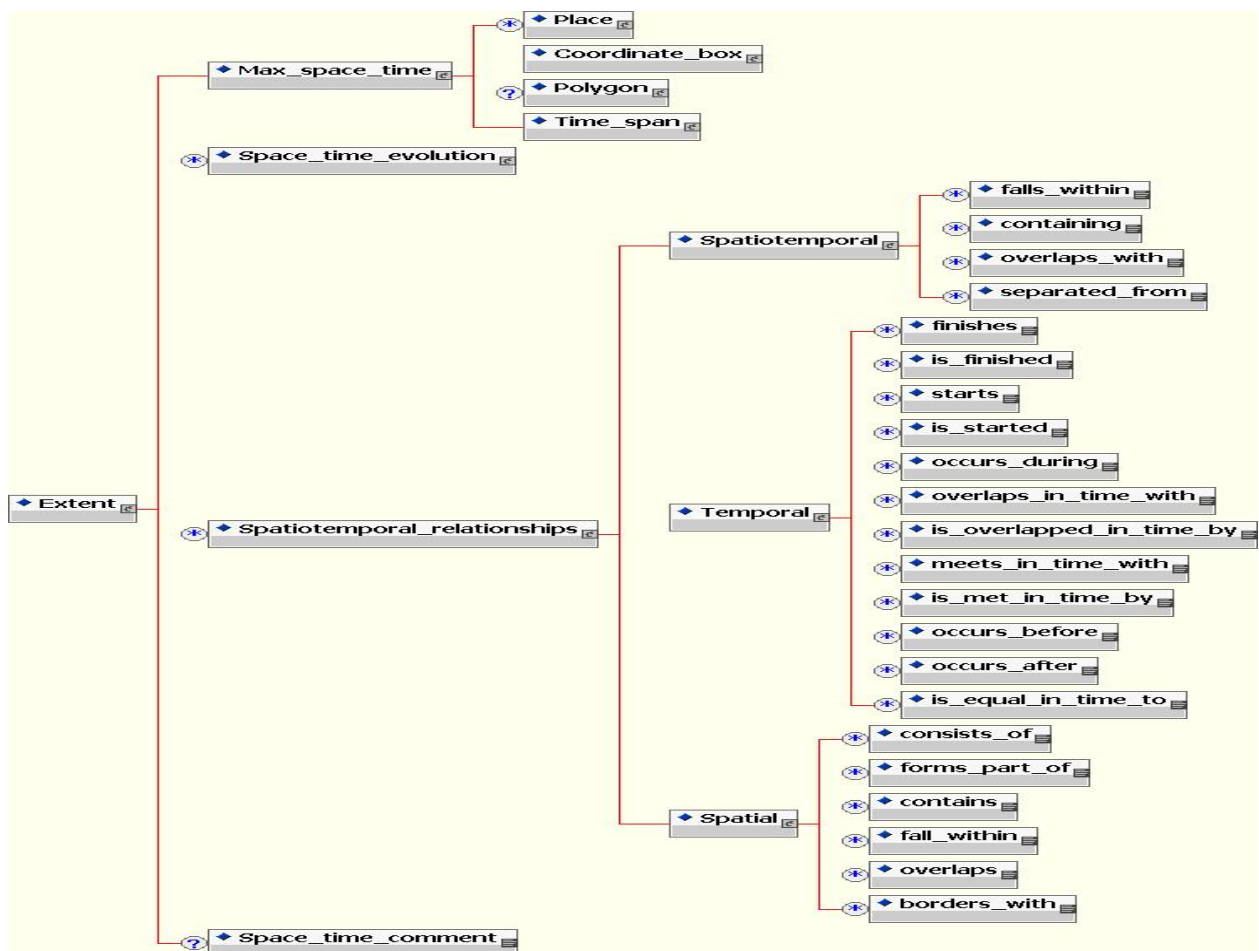 Place
Coordinate_box
Max_space_time
Polygon
Time_span
Space_time_evolution
falls_within
containing
Spatiotemporal
overlaps_with
separated_from
finishes
is_finished
starts
is_started
occurs_during
Extent
overlaps_in_time_with
Temporal
Spatiotemporal_relationships
is_overlapped_in_time_by
meets_in_time_with
is_met_in_time_by
occurs_before
occurs_after
is_equal_in_time_to
consists_of
forms_part_of
contains
Spatial
fall_within
overlaps
borders_with
Space_time_comment